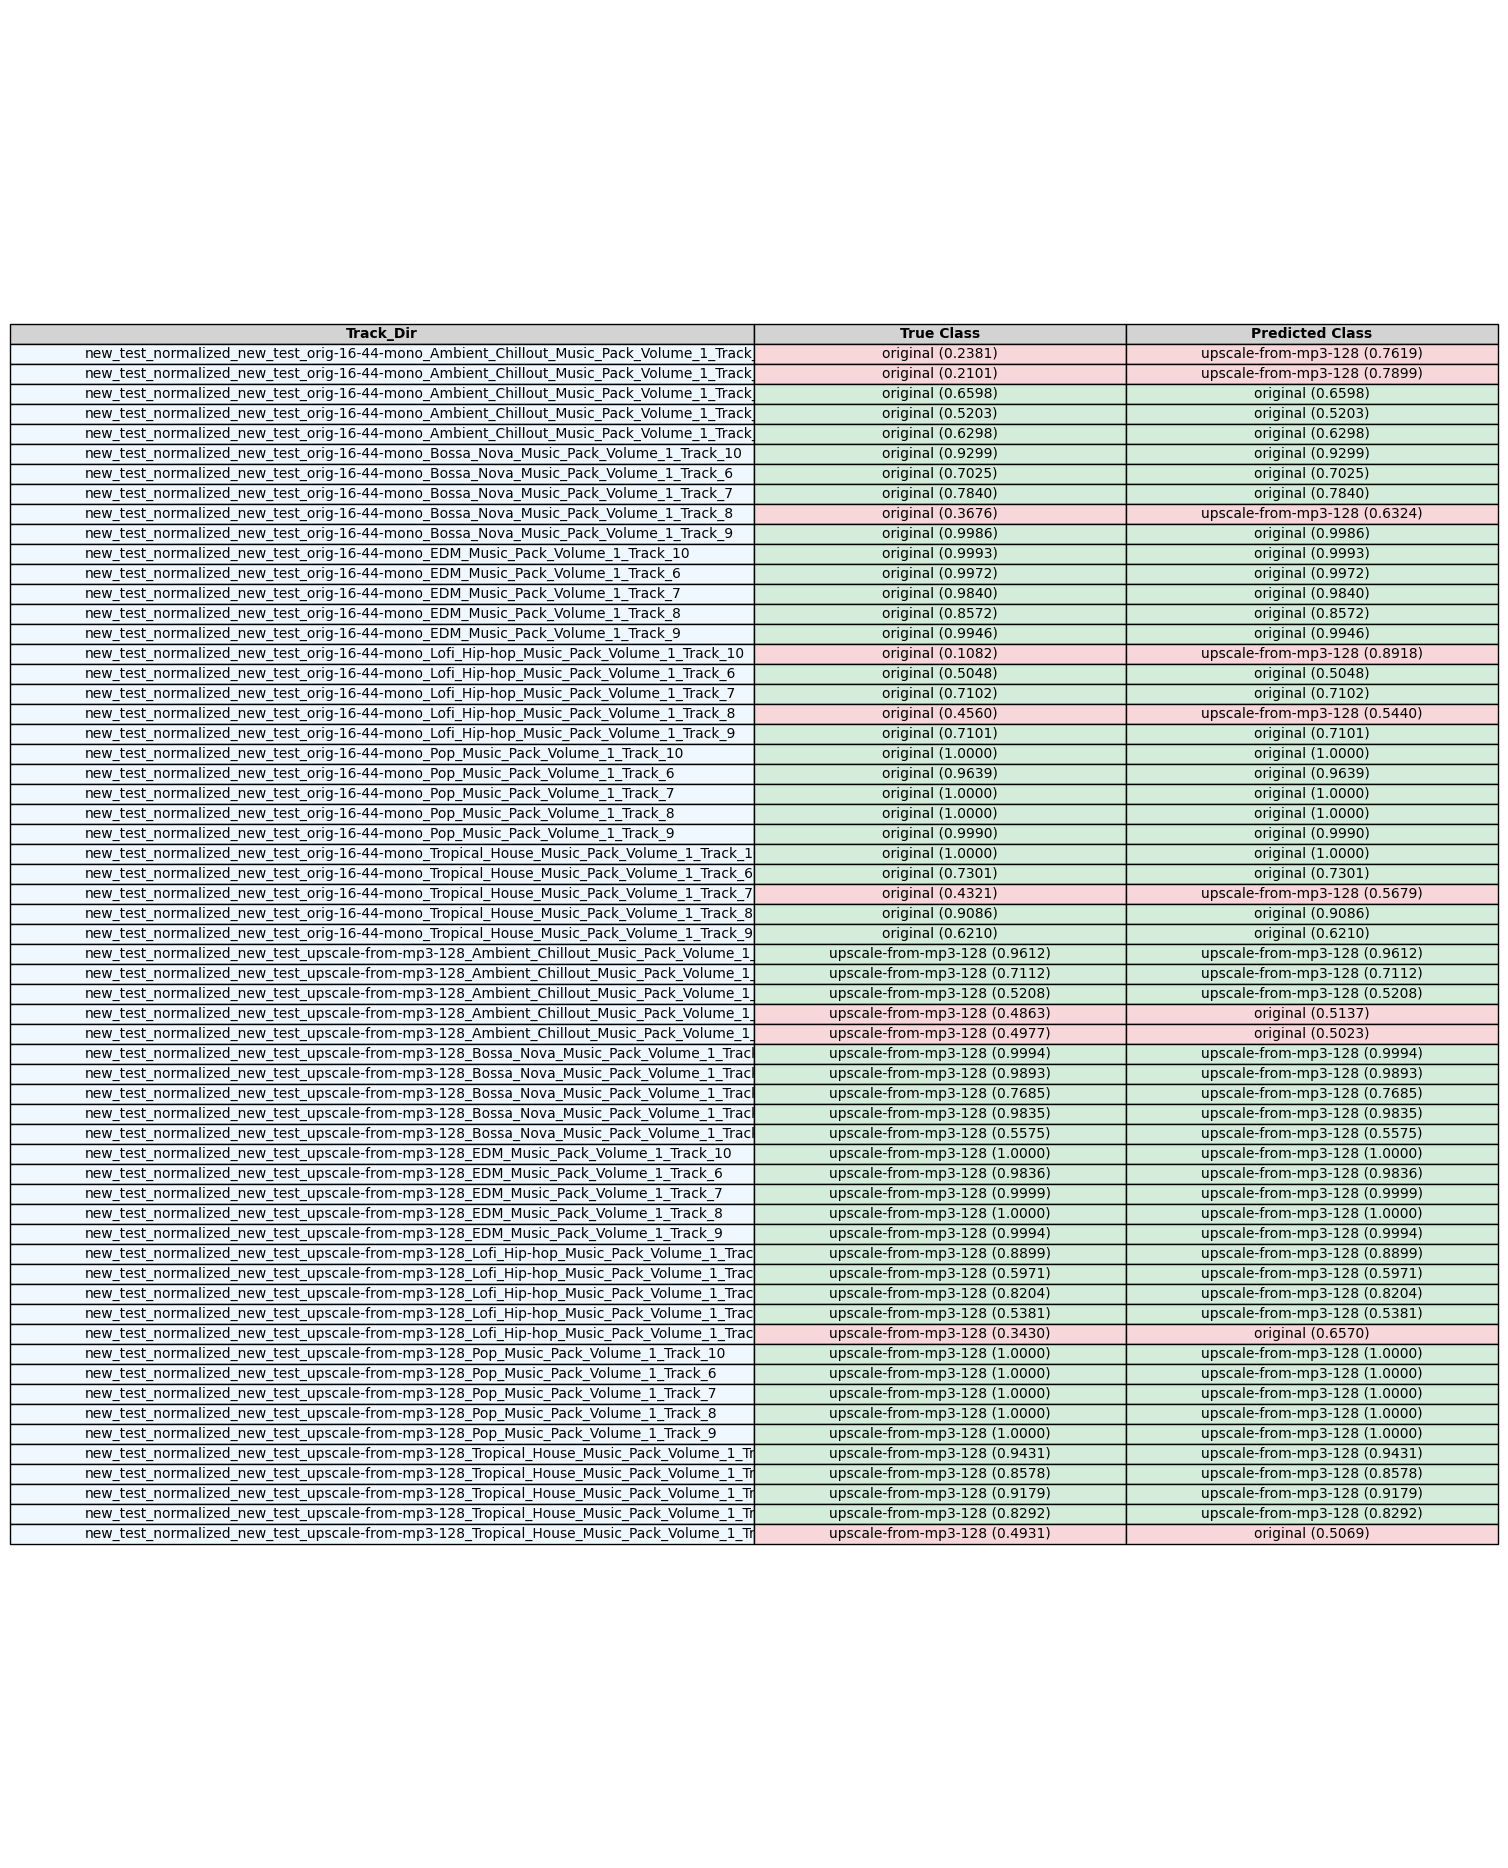 Track_Dir True Class Predicted Class
new_test_normalized_new_test_orig-16-44-mono_Ambient_Chillout_Music_Pack_Volume_1_Track_ original (0.2381) upscale-from-mp3-128 (0.7619)
new_test_normalized_new_test_orig-16-44-mono_Ambient_Chillout_Music_Pack_Volume_1_Track_ original (0.2101) upscale-from-mp3-128 (0.7899)
new_test_normalized_new_test_orig-16-44-mono_Ambient_Chillout_Music_Pack_Volume_1_Track_ original (0.6598) original (0.6598)
new_test_normalized_new_test_orig-16-44-mono_Ambient_Chillout_Music_Pack_Volume_1_Track_ original (0.5203) original (0.5203)
new_test_normalized_new_test_orig-16-44-mono_Ambient_Chillout_Music_Pack_Volume_1_Track_ original (0.6298) original (0.6298)
new_test_normalized_new_test_orig-16-44-mono_Bossa_Nova_Music_Pack_Volume_1_Track_10 original (0.9299) original (0.9299)
new_test_normalized_new_test_orig-16-44-mono_Bossa_Nova_Music_Pack_Volume_1_Track_6 original (0.7025) original (0.7025)
new_test_normalized_new_test_orig-16-44-mono_Bossa_Nova_Music_Pack_Volume_1_Track_7 original (0.7840) original (0.7840)
new_test_normalized_new_test_orig-16-44-mono_Bossa_Nova_Music_Pack_Volume_1_Track_8 original (0.3676) upscale-from-mp3-128 (0.6324)
new_test_normalized_new_test_orig-16-44-mono_Bossa_Nova_Music_Pack_Volume_1_Track_9 original (0.9986) original (0.9986)
new_test_normalized_new_test_orig-16-44-mono_EDM_Music_Pack_Volume_1_Track_10 original (0.9993) original (0.9993)
new_test_normalized_new_test_orig-16-44-mono_EDM_Music_Pack_Volume_1_Track_6 original (0.9972) original (0.9972)
new_test_normalized_new_test_orig-16-44-mono_EDM_Music_Pack_Volume_1_Track_7 original (0.9840) original (0.9840)
new_test_normalized_new_test_orig-16-44-mono_EDM_Music_Pack_Volume_1_Track_8 original (0.8572) original (0.8572)
new_test_normalized_new_test_orig-16-44-mono_EDM_Music_Pack_Volume_1_Track_9 original (0.9946) original (0.9946)
new_test_normalized_new_test_orig-16-44-mono_Lofi_Hip-hop_Music_Pack_Volume_1_Track_10 original (0.1082) upscale-from-mp3-128 (0.8918)
new_test_normalized_new_test_orig-16-44-mono_Lofi_Hip-hop_Music_Pack_Volume_1_Track_6 original (0.5048) original (0.5048)
new_test_normalized_new_test_orig-16-44-mono_Lofi_Hip-hop_Music_Pack_Volume_1_Track_7 original (0.7102) original (0.7102)
new_test_normalized_new_test_orig-16-44-mono_Lofi_Hip-hop_Music_Pack_Volume_1_Track_8 original (0.4560) upscale-from-mp3-128 (0.5440)
new_test_normalized_new_test_orig-16-44-mono_Lofi_Hip-hop_Music_Pack_Volume_1_Track_9 original (0.7101) original (0.7101)
new_test_normalized_new_test_orig-16-44-mono_Pop_Music_Pack_Volume_1_Track_10 original (1.0000) original (1.0000)
new_test_normalized_new_test_orig-16-44-mono_Pop_Music_Pack_Volume_1_Track_6 original (0.9639) original (0.9639)
new_test_normalized_new_test_orig-16-44-mono_Pop_Music_Pack_Volume_1_Track_7 original (1.0000) original (1.0000)
new_test_normalized_new_test_orig-16-44-mono_Pop_Music_Pack_Volume_1_Track_8 original (1.0000) original (1.0000)
new_test_normalized_new_test_orig-16-44-mono_Pop_Music_Pack_Volume_1_Track_9 original (0.9990) original (0.9990)
new_test_normalized_new_test_orig-16-44-mono_Tropical_House_Music_Pack_Volume_1_Track_1 original (1.0000) original (1.0000)
new_test_normalized_new_test_orig-16-44-mono_Tropical_House_Music_Pack_Volume_1_Track_6 original (0.7301) original (0.7301)
new_test_normalized_new_test_orig-16-44-mono_Tropical_House_Music_Pack_Volume_1_Track_7 original (0.4321) upscale-from-mp3-128 (0.5679)
new_test_normalized_new_test_orig-16-44-mono_Tropical_House_Music_Pack_Volume_1_Track_8 original (0.9086) original (0.9086)
new_test_normalized_new_test_orig-16-44-mono_Tropical_House_Music_Pack_Volume_1_Track_9 original (0.6210) original (0.6210)
new_test_normalized_new_test_upscale-from-mp3-128_Ambient_Chillout_Music_Pack_Volume_1_ upscale-from-mp3-128 (0.9612) upscale-from-mp3-128 (0.9612)
new_test_normalized_new_test_upscale-from-mp3-128_Ambient_Chillout_Music_Pack_Volume_1_ upscale-from-mp3-128 (0.7112) upscale-from-mp3-128 (0.7112)
new_test_normalized_new_test_upscale-from-mp3-128_Ambient_Chillout_Music_Pack_Volume_1_ upscale-from-mp3-128 (0.5208) upscale-from-mp3-128 (0.5208)
new_test_normalized_new_test_upscale-from-mp3-128_Ambient_Chillout_Music_Pack_Volume_1_ upscale-from-mp3-128 (0.4863) original (0.5137)
new_test_normalized_new_test_upscale-from-mp3-128_Ambient_Chillout_Music_Pack_Volume_1_ upscale-from-mp3-128 (0.4977) original (0.5023)
new_test_normalized_new_test_upscale-from-mp3-128_Bossa_Nova_Music_Pack_Volume_1_Track upscale-from-mp3-128 (0.9994) upscale-from-mp3-128 (0.9994)
new_test_normalized_new_test_upscale-from-mp3-128_Bossa_Nova_Music_Pack_Volume_1_Track upscale-from-mp3-128 (0.9893) upscale-from-mp3-128 (0.9893)
new_test_normalized_new_test_upscale-from-mp3-128_Bossa_Nova_Music_Pack_Volume_1_Track upscale-from-mp3-128 (0.7685) upscale-from-mp3-128 (0.7685)
new_test_normalized_new_test_upscale-from-mp3-128_Bossa_Nova_Music_Pack_Volume_1_Track upscale-from-mp3-128 (0.9835) upscale-from-mp3-128 (0.9835)
new_test_normalized_new_test_upscale-from-mp3-128_Bossa_Nova_Music_Pack_Volume_1_Track upscale-from-mp3-128 (0.5575) upscale-from-mp3-128 (0.5575)
new_test_normalized_new_test_upscale-from-mp3-128_EDM_Music_Pack_Volume_1_Track_10 upscale-from-mp3-128 (1.0000) upscale-from-mp3-128 (1.0000)
new_test_normalized_new_test_upscale-from-mp3-128_EDM_Music_Pack_Volume_1_Track_6 upscale-from-mp3-128 (0.9836) upscale-from-mp3-128 (0.9836)
new_test_normalized_new_test_upscale-from-mp3-128_EDM_Music_Pack_Volume_1_Track_7 upscale-from-mp3-128 (0.9999) upscale-from-mp3-128 (0.9999)
new_test_normalized_new_test_upscale-from-mp3-128_EDM_Music_Pack_Volume_1_Track_8 upscale-from-mp3-128 (1.0000) upscale-from-mp3-128 (1.0000)
new_test_normalized_new_test_upscale-from-mp3-128_EDM_Music_Pack_Volume_1_Track_9 upscale-from-mp3-128 (0.9994) upscale-from-mp3-128 (0.9994)
new_test_normalized_new_test_upscale-from-mp3-128_Lofi_Hip-hop_Music_Pack_Volume_1_Trac upscale-from-mp3-128 (0.8899) upscale-from-mp3-128 (0.8899)
new_test_normalized_new_test_upscale-from-mp3-128_Lofi_Hip-hop_Music_Pack_Volume_1_Trac upscale-from-mp3-128 (0.5971) upscale-from-mp3-128 (0.5971)
new_test_normalized_new_test_upscale-from-mp3-128_Lofi_Hip-hop_Music_Pack_Volume_1_Trac upscale-from-mp3-128 (0.8204) upscale-from-mp3-128 (0.8204)
new_test_normalized_new_test_upscale-from-mp3-128_Lofi_Hip-hop_Music_Pack_Volume_1_Trac upscale-from-mp3-128 (0.5381) upscale-from-mp3-128 (0.5381)
new_test_normalized_new_test_upscale-from-mp3-128_Lofi_Hip-hop_Music_Pack_Volume_1_Trac upscale-from-mp3-128 (0.3430) original (0.6570)
new_test_normalized_new_test_upscale-from-mp3-128_Pop_Music_Pack_Volume_1_Track_10 upscale-from-mp3-128 (1.0000) upscale-from-mp3-128 (1.0000)
new_test_normalized_new_test_upscale-from-mp3-128_Pop_Music_Pack_Volume_1_Track_6 upscale-from-mp3-128 (1.0000) upscale-from-mp3-128 (1.0000)
new_test_normalized_new_test_upscale-from-mp3-128_Pop_Music_Pack_Volume_1_Track_7 upscale-from-mp3-128 (1.0000) upscale-from-mp3-128 (1.0000)
new_test_normalized_new_test_upscale-from-mp3-128_Pop_Music_Pack_Volume_1_Track_8 upscale-from-mp3-128 (1.0000) upscale-from-mp3-128 (1.0000)
new_test_normalized_new_test_upscale-from-mp3-128_Pop_Music_Pack_Volume_1_Track_9 upscale-from-mp3-128 (1.0000) upscale-from-mp3-128 (1.0000)
new_test_normalized_new_test_upscale-from-mp3-128_Tropical_House_Music_Pack_Volume_1_Tr upscale-from-mp3-128 (0.9431) upscale-from-mp3-128 (0.9431)
new_test_normalized_new_test_upscale-from-mp3-128_Tropical_House_Music_Pack_Volume_1_Tr upscale-from-mp3-128 (0.8578) upscale-from-mp3-128 (0.8578)
new_test_normalized_new_test_upscale-from-mp3-128_Tropical_House_Music_Pack_Volume_1_Tr upscale-from-mp3-128 (0.9179) upscale-from-mp3-128 (0.9179)
new_test_normalized_new_test_upscale-from-mp3-128_Tropical_House_Music_Pack_Volume_1_Tr upscale-from-mp3-128 (0.8292) upscale-from-mp3-128 (0.8292)
new_test_normalized_new_test_upscale-from-mp3-128_Tropical_House_Music_Pack_Volume_1_Tr upscale-from-mp3-128 (0.4931) original (0.5069)